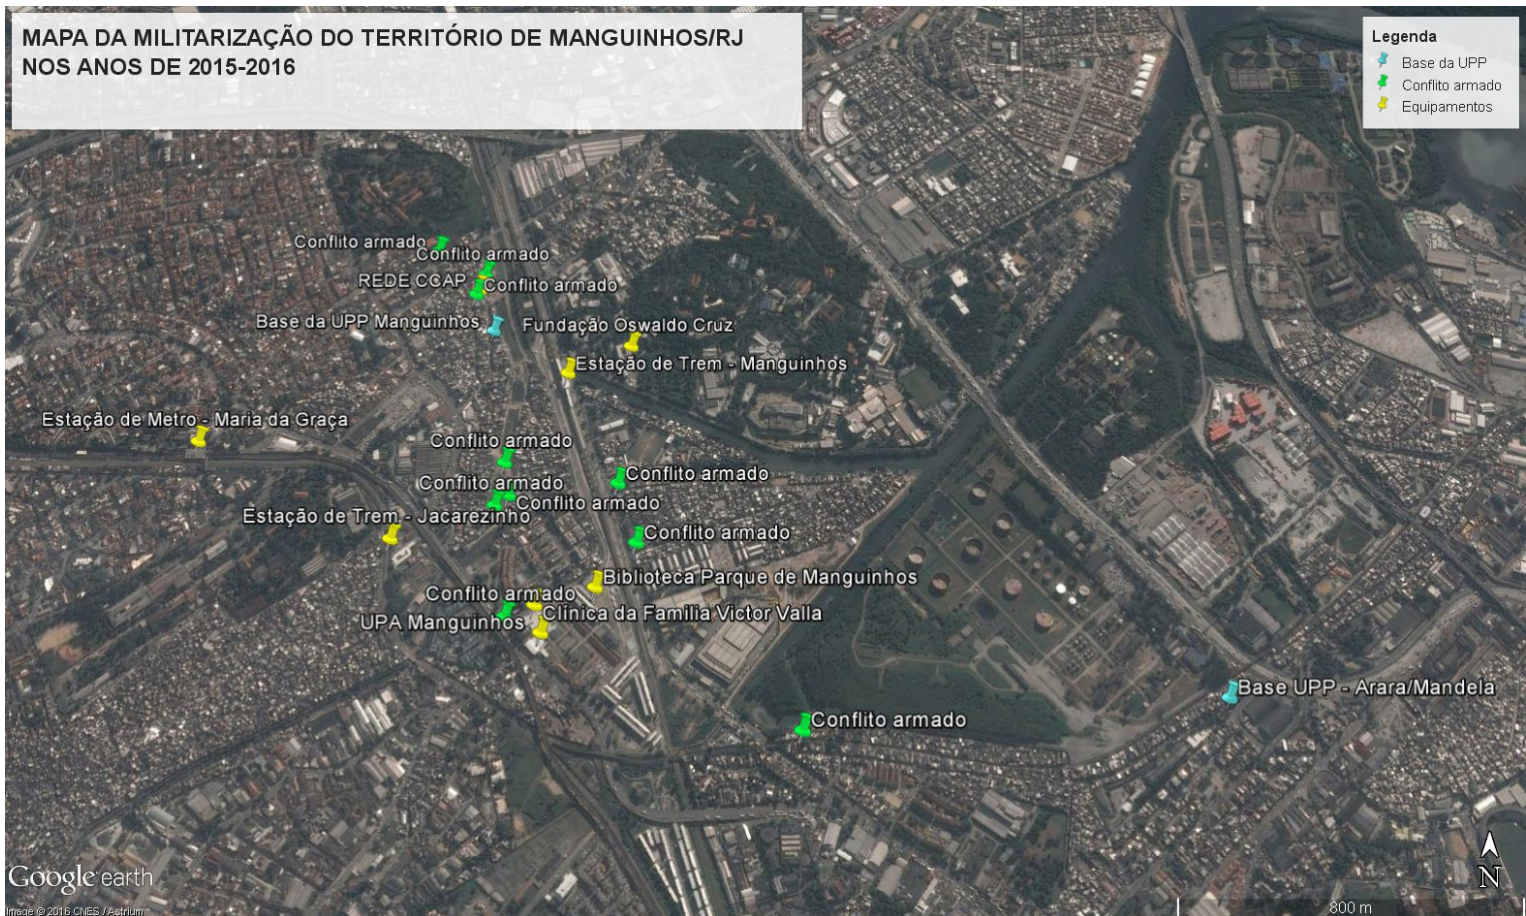 MAPA DA MILITARIZAÇÃO DO TERRITÓRIO DE MANGUINHOS/RJ
NOS ANOS DE 2015-2016
Legenda
Base da UPP
Conflito armado
Equipamentos
Conflito armado
Conflito armado
REDE CCAP
Conflito armado
Base da UPP Manguinhos
Fundação Oswaldo Cruz
Estação de Trem - Manguinhos
Estação de Metro - Maria da Graça
Conflito armado
Conflito armado
Conflito armado
Conflito armado
Estação de Trem - Jacarezinho
Conflito armado
Biblioteca Parque de Manguinhos
Conflito armado
Clínica da Família Victor Valla
UPA Manguinhos
Base UPP - Arara/Mandela
Conflito armado
Google earth
N
Image © 2016 CNES / Astrium
800 m